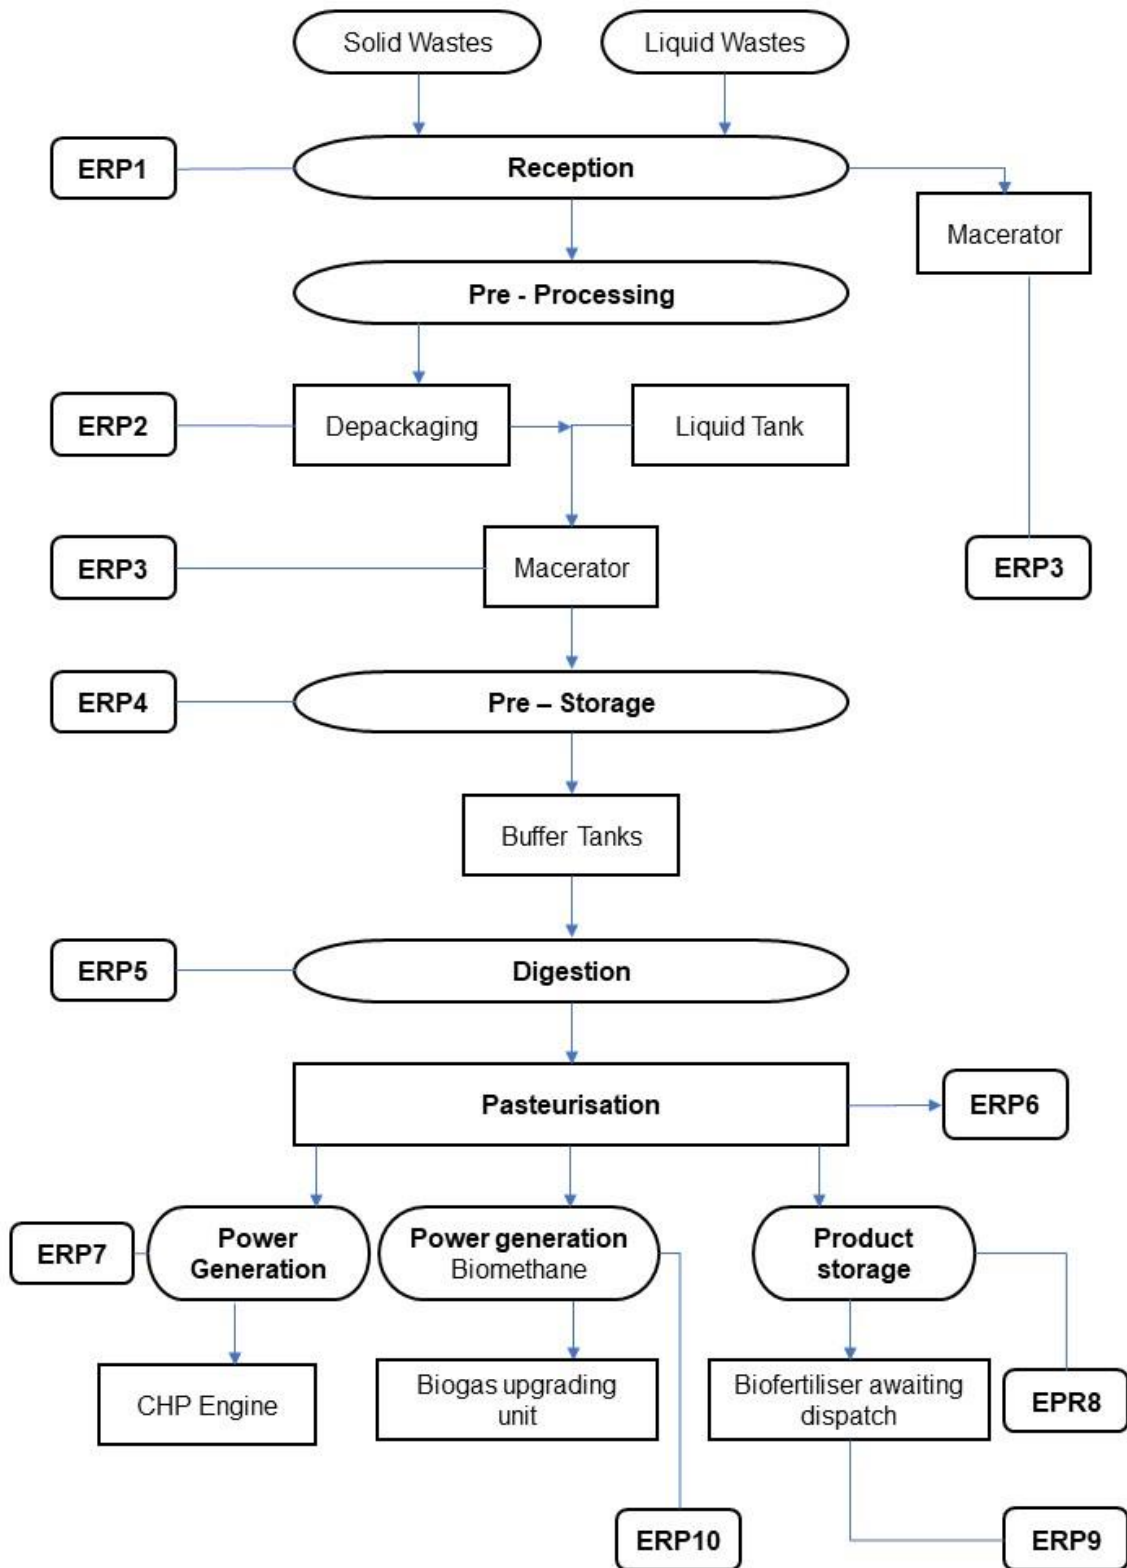 Solid Wastes
Liquid Wastes
ERP1
Reception
Macerator
Pre - Processing
ERP2
Depackaging
Liquid Tank
ERP3
Macerator
ERP3
ERP4
Pre – Storage
Buffer Tanks
ERP5
Digestion
Pasteurisation
ERP6
ERP7
Power
Generation
Power generation
Biomethane
Product
storage
CHP Engine
Biogas upgrading
unit
Biofertiliser awaiting
dispatch
EPR8
ERP10
ERP9